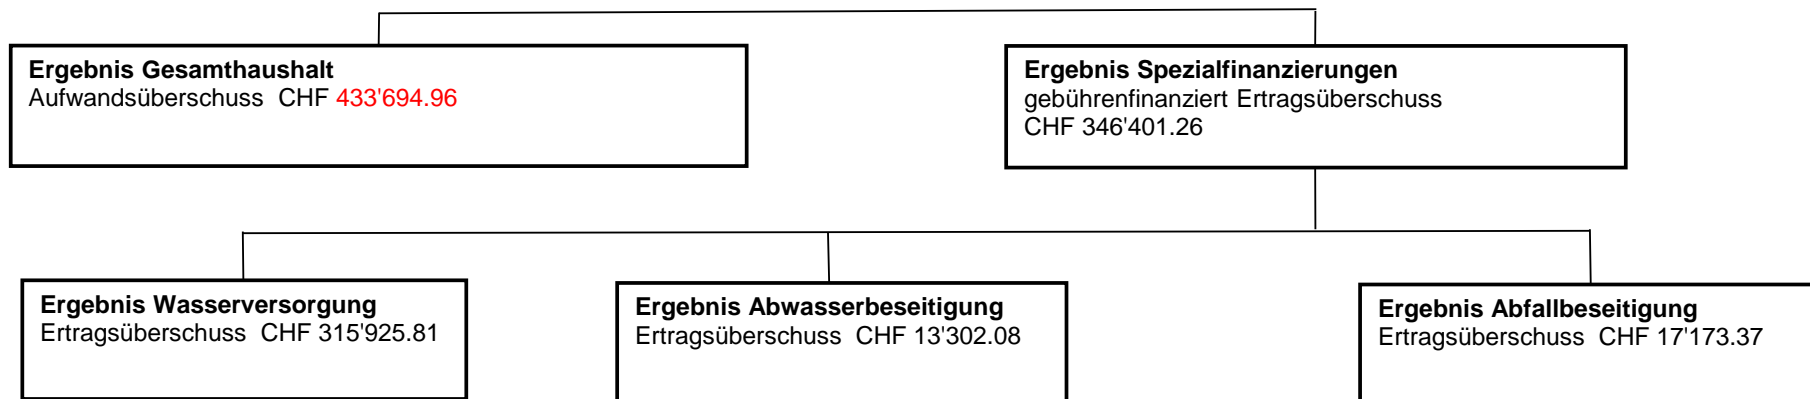 Ergebnis Gesamthaushalt
Aufwandsüberschuss  CHF 433'694.96
Ergebnis Spezialfinanzierungen
gebührenfinanziert Ertragsüberschuss
CHF 346'401.26
Ergebnis Wasserversorgung
Ertragsüberschuss  CHF 315'925.81
Ergebnis Abwasserbeseitigung
Ertragsüberschuss  CHF 13'302.08
Ergebnis Abfallbeseitigung
Ertragsüberschuss  CHF 17'173.37